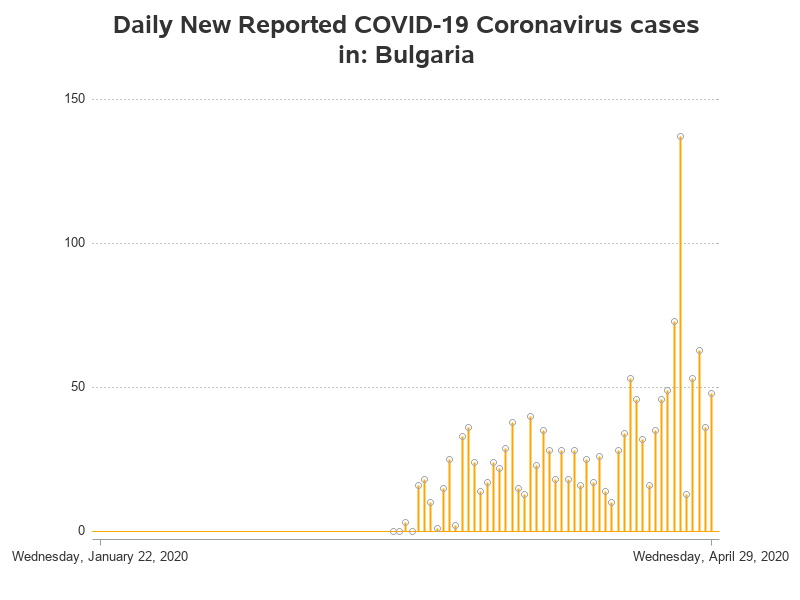 Daily New Reported COVID-19 Coronavirus cases
in: Bulgaria
150
100
50
0
Wednesday, January 22, 2020 Wednesday, April 29, 2020